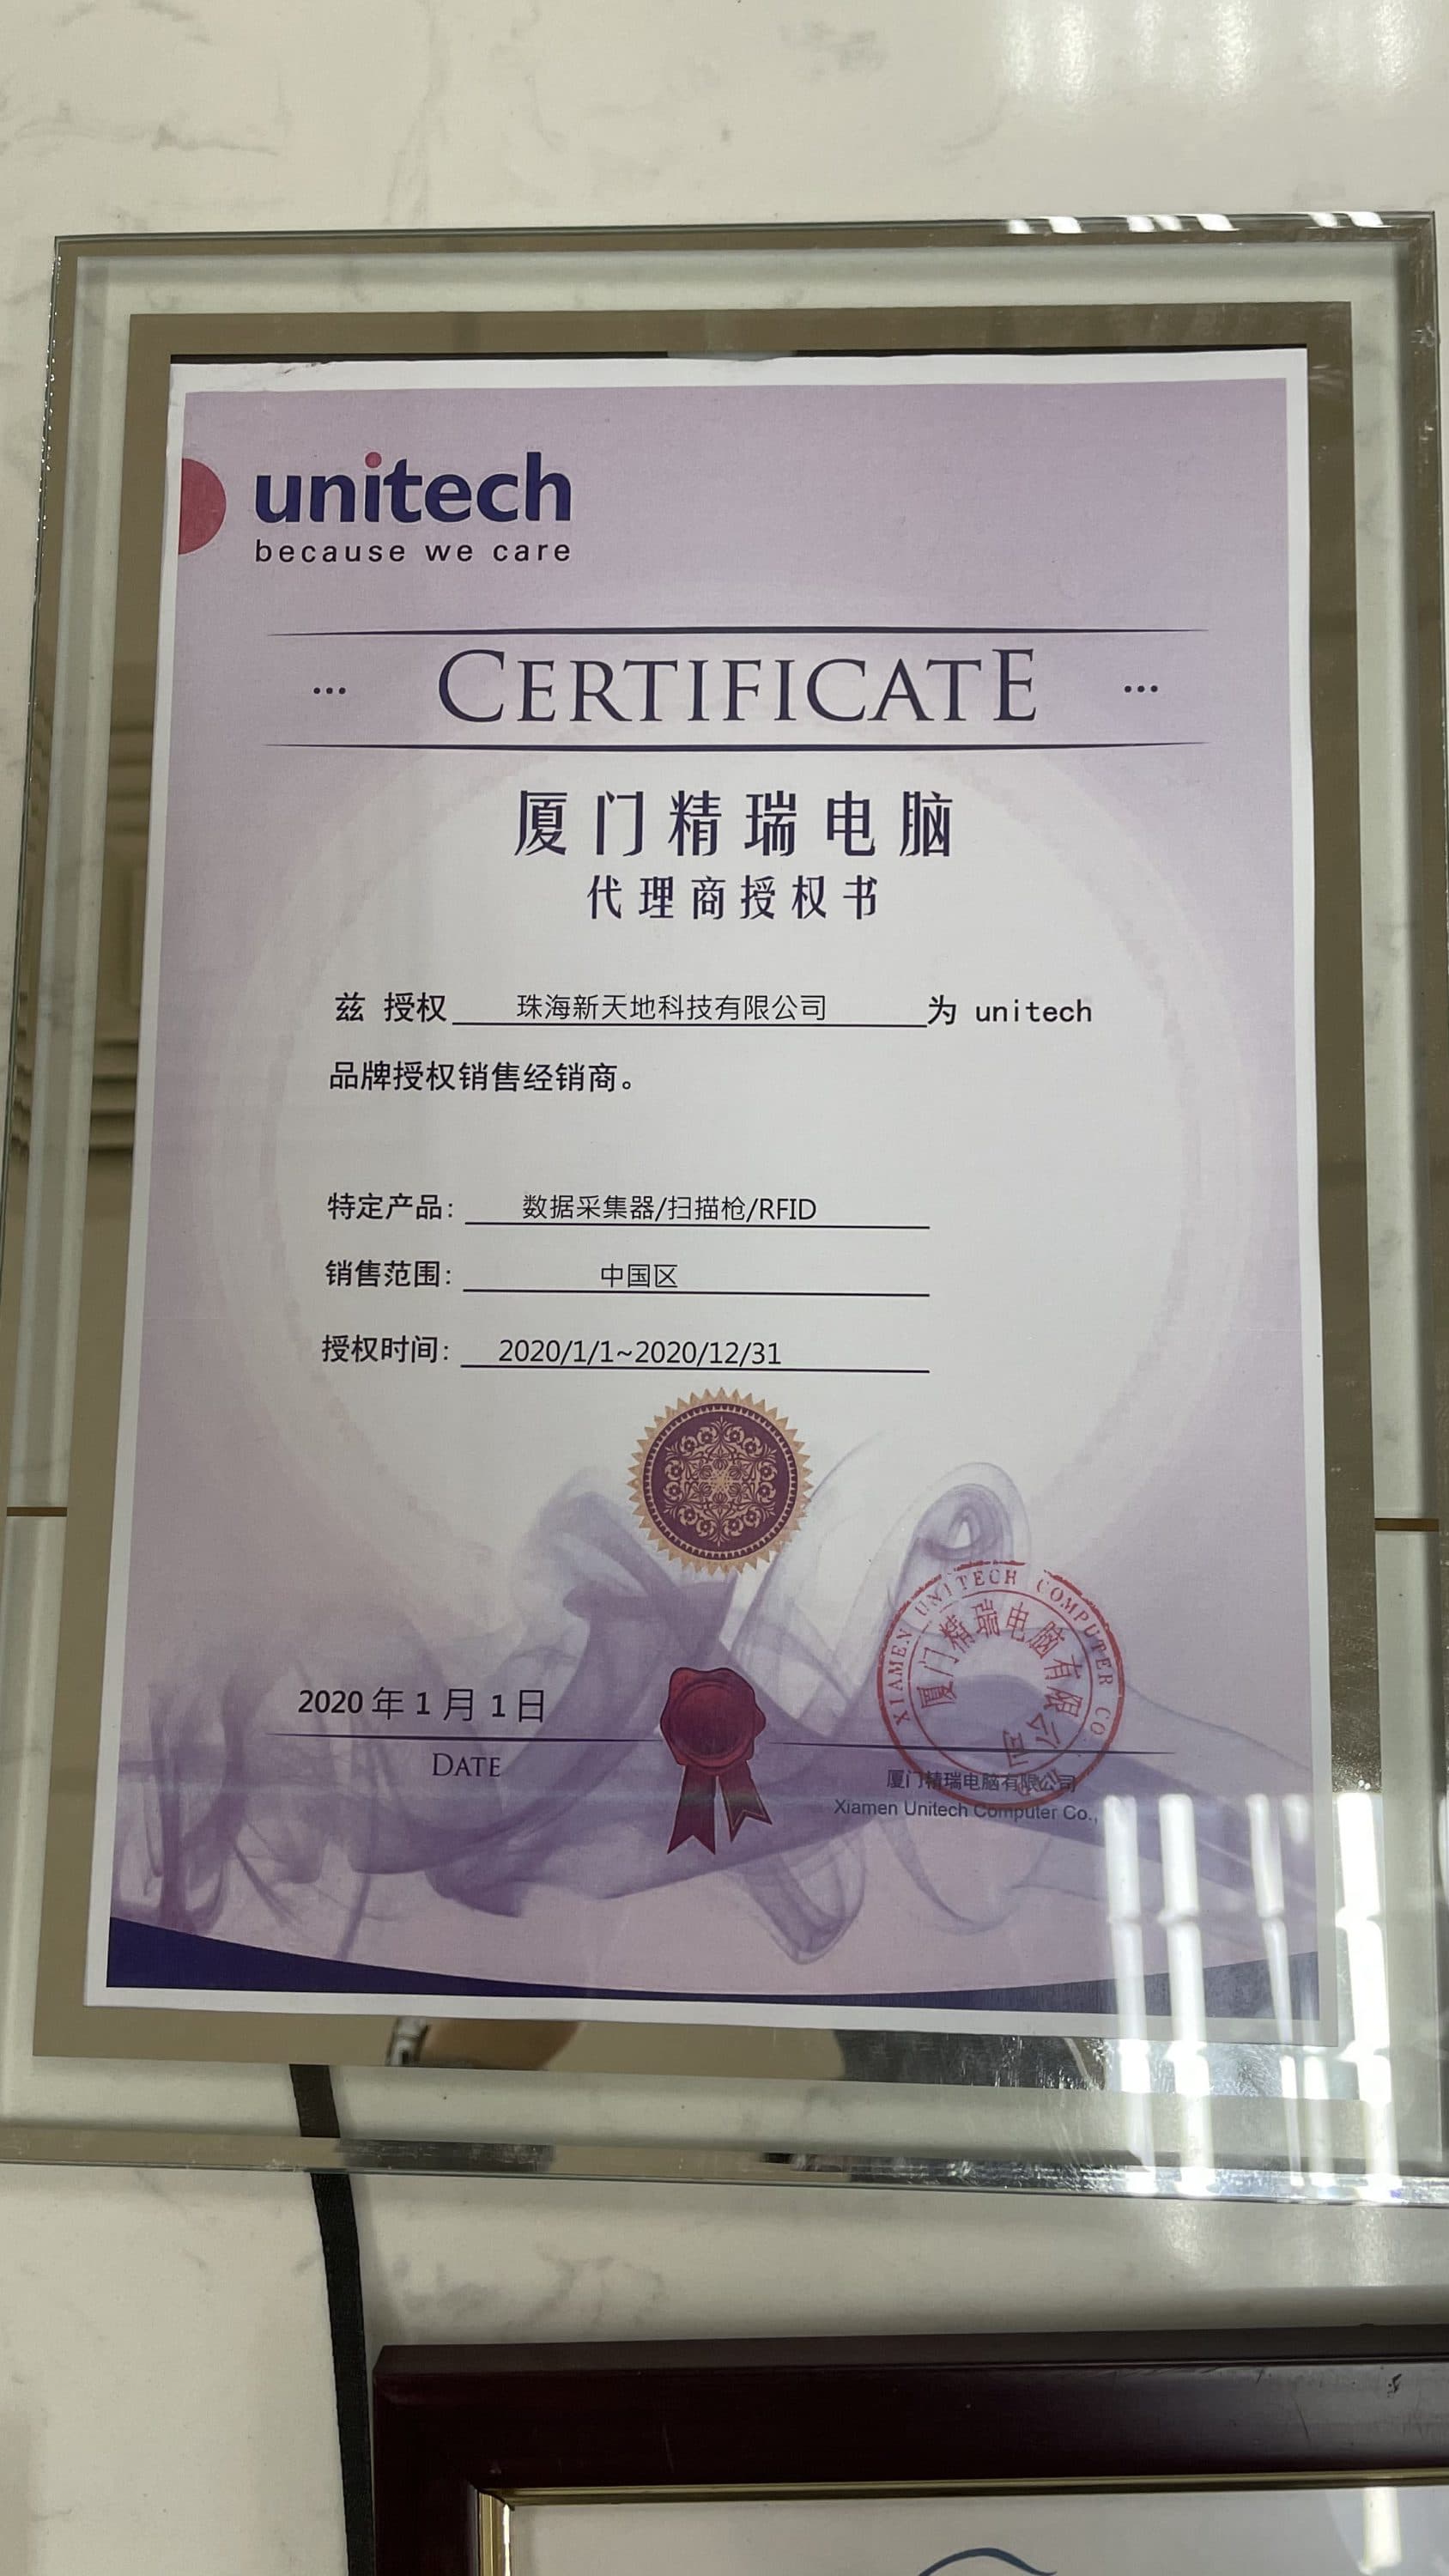 unitech
because we care
... CERTIFICATE ...
厦门精瑞电脑
代理商授权书
兹 授权 珠海新天地科技有限公司 为 unitech
品牌授权销售经销商。
特定产品: 数据采集器/扫描枪/RFID
销售范围: 中国区
授权时间: 2020/1/1~2020/12/31
XIAMEN UNITECH COMPUTER CO
厦门精瑞电脑有限公司
2020 年 1 月 1 日
DATE
厦门精瑞电脑有限公司
Xiamen Unitech Computer Co.,